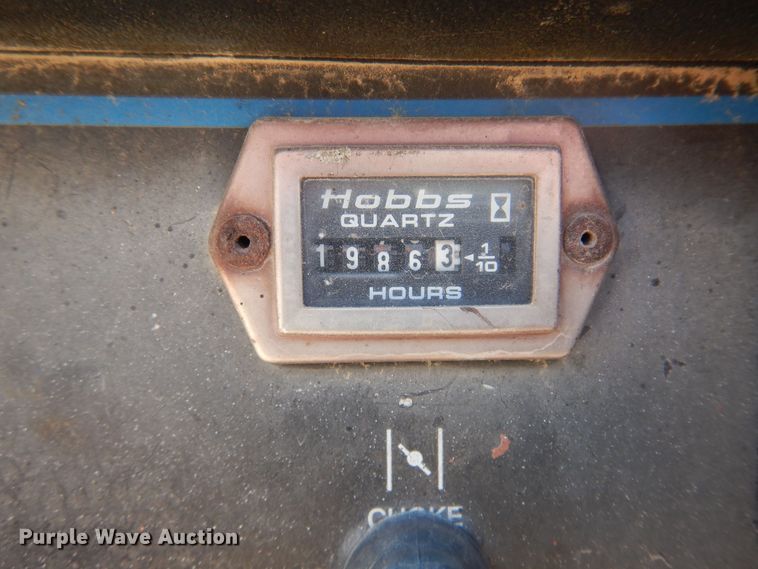 Hobbs
QUARTZ
19863 1/10
HOURS
CHOKE
Purple Wave Auction